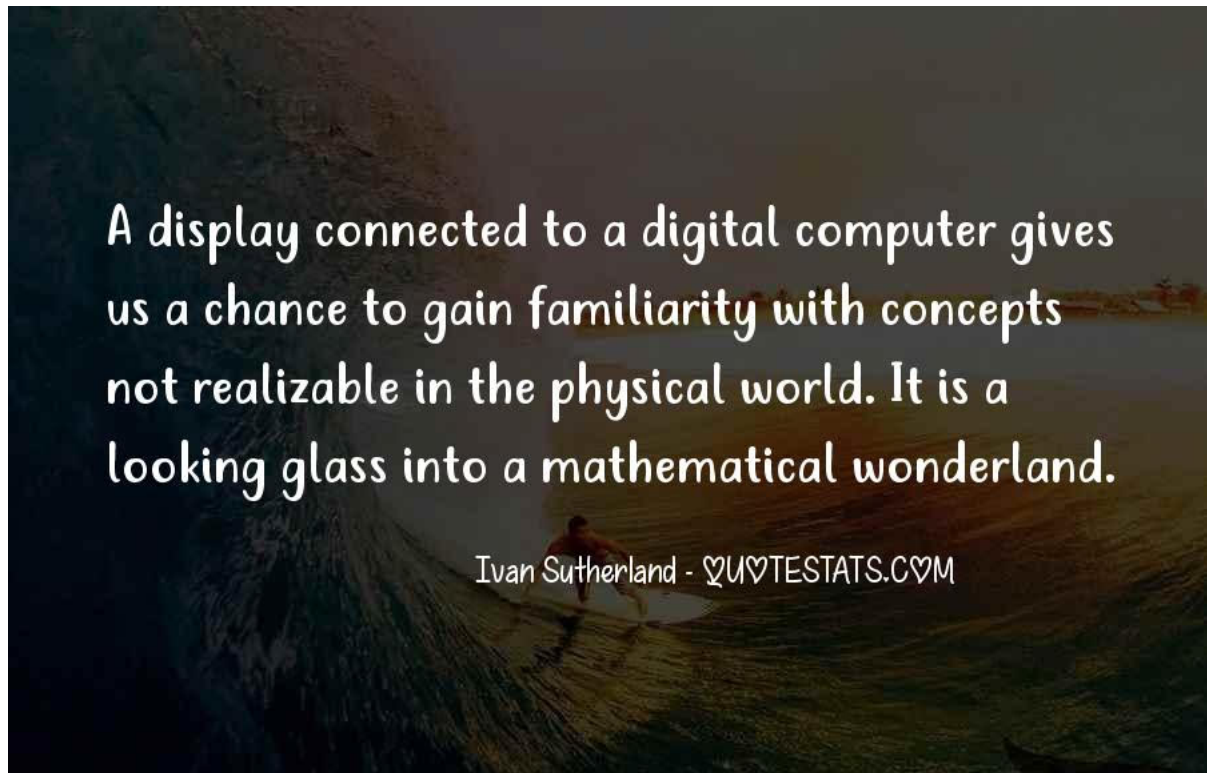 A display connected to a digital computer gives
us a chance to gain familiarity with concepts
not realizable in the physical world. It is a
looking glass into a mathematical wonderland.
Ivan Sutherland - QUOTESTATS.COM